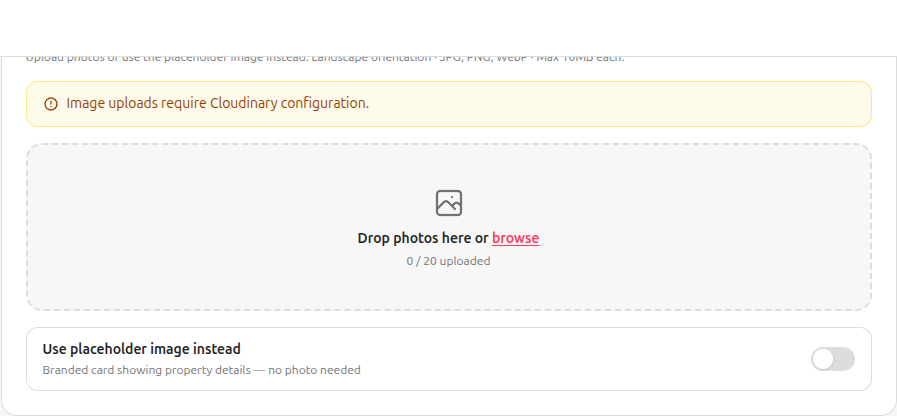 Upload photos or use the placeholder image instead. Landscape orientation · JPG, PNG, WebP · Max 10MB each.
Image uploads require Cloudinary configuration.
Drop photos here or browse
0 / 20 uploaded
Use placeholder image instead
Branded card showing property details — no photo needed